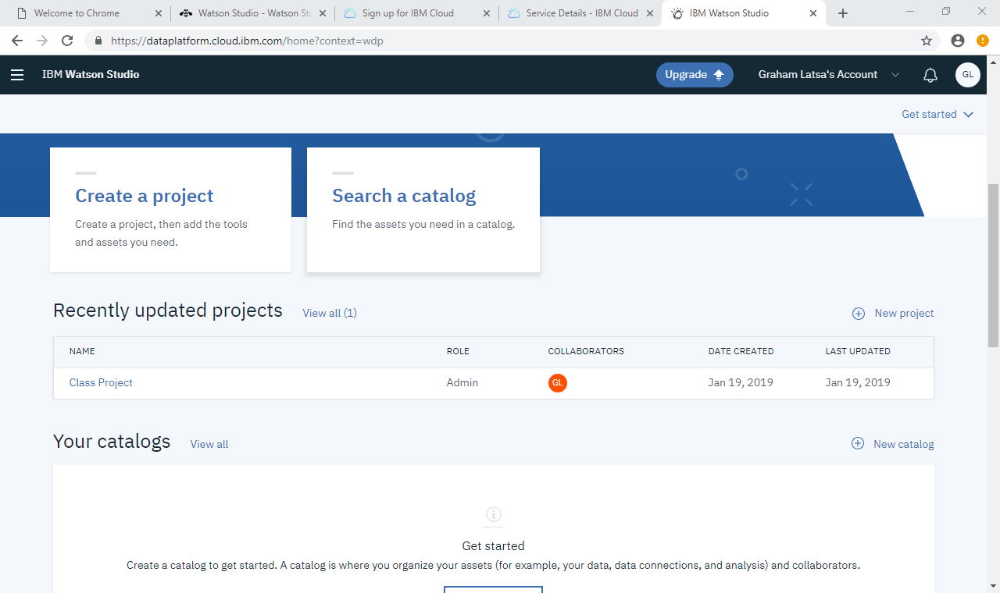 Welcome to Chrome
Watson Studio - Watson Stu
Sign up for IBM Cloud
Service Details - IBM Cloud
IBM Watson Studio
https://dataplatform.cloud.ibm.com/home?context=wdp
IBM Watson Studio
Upgrade
Graham Latsa's Account
GL
Get started
Create a project
Create a project, then add the tools
and assets you need.
Search a catalog
Find the assets you need in a catalog.
Recently updated projects
View all (1)
New project
NAME ROLE COLLABORATORS DATE CREATED LAST UPDATED
Class Project Admin GL Jan 19, 2019 Jan 19, 2019
Your catalogs
View all
New catalog
Get started
Create a catalog to get started. A catalog is where you organize your assets (for example, your data, data connections, and analysis) and collaborators.